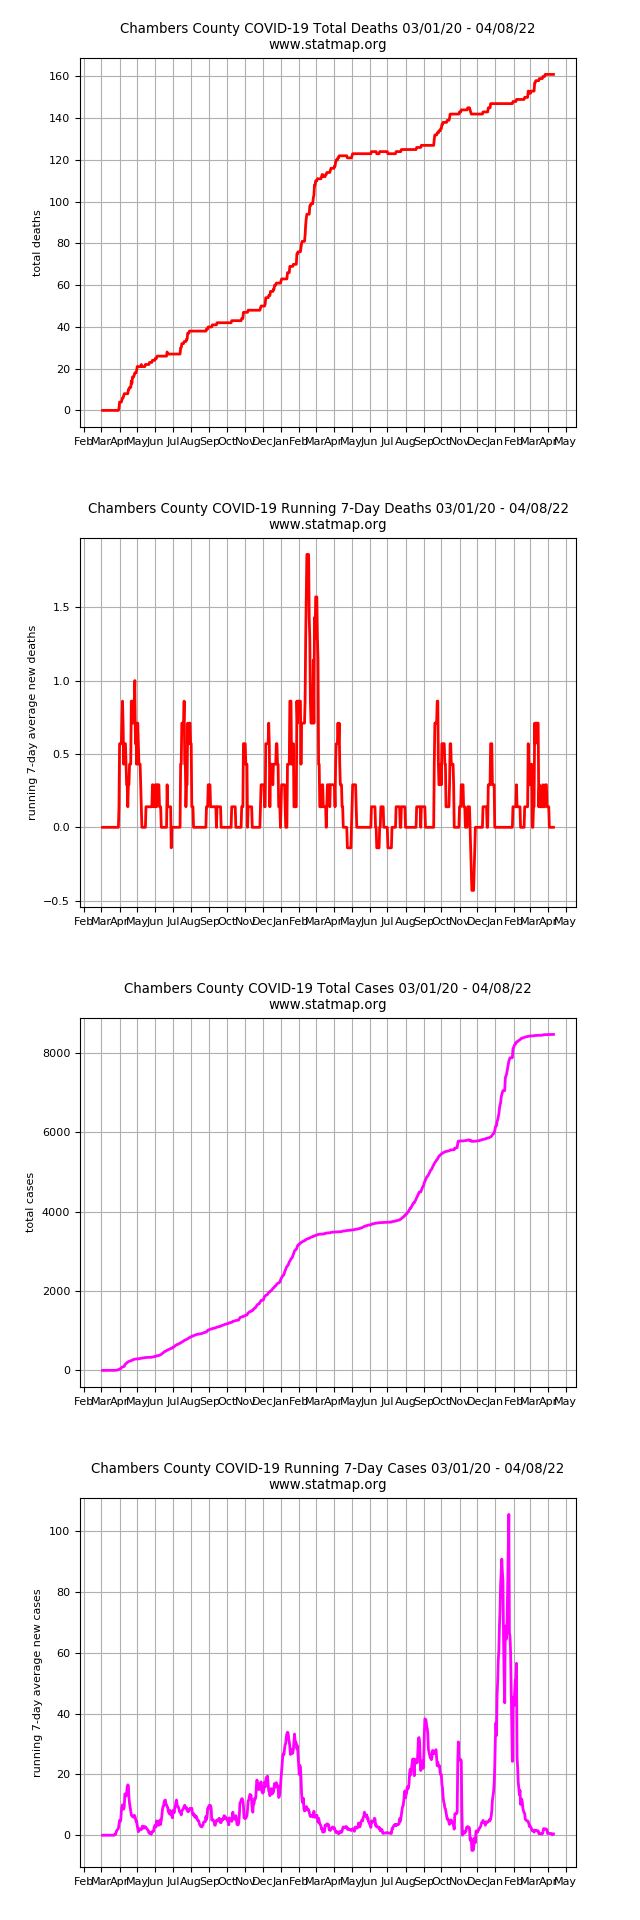 Chambers County COVID-19 Total Deaths 03/01/20 - 04/08/22
www.statmap.org
160
140
120
100
80
60
40
20
0
total deaths
Feb Mar Apr May Jun Jul Aug Sep Oct Nov Dec Jan Feb Mar Apr May Jun Jul Aug Sep Oct Nov Dec Jan Feb Mar Apr May
Chambers County COVID-19 Running 7-Day Deaths 03/01/20 - 04/08/22
www.statmap.org
1.5
1.0
0.5
0.0
−0.5
running 7-day average new deaths
Feb Mar Apr May Jun Jul Aug Sep Oct Nov Dec Jan Feb Mar Apr May Jun Jul Aug Sep Oct Nov Dec Jan Feb Mar Apr May
Chambers County COVID-19 Total Cases 03/01/20 - 04/08/22
www.statmap.org
8000
6000
4000
2000
0
total cases
Feb Mar Apr May Jun Jul Aug Sep Oct Nov Dec Jan Feb Mar Apr May Jun Jul Aug Sep Oct Nov Dec Jan Feb Mar Apr May
Chambers County COVID-19 Running 7-Day Cases 03/01/20 - 04/08/22
www.statmap.org
100
80
60
40
20
0
running 7-day average new cases
Feb Mar Apr May Jun Jul Aug Sep Oct Nov Dec Jan Feb Mar Apr May Jun Jul Aug Sep Oct Nov Dec Jan Feb Mar Apr May